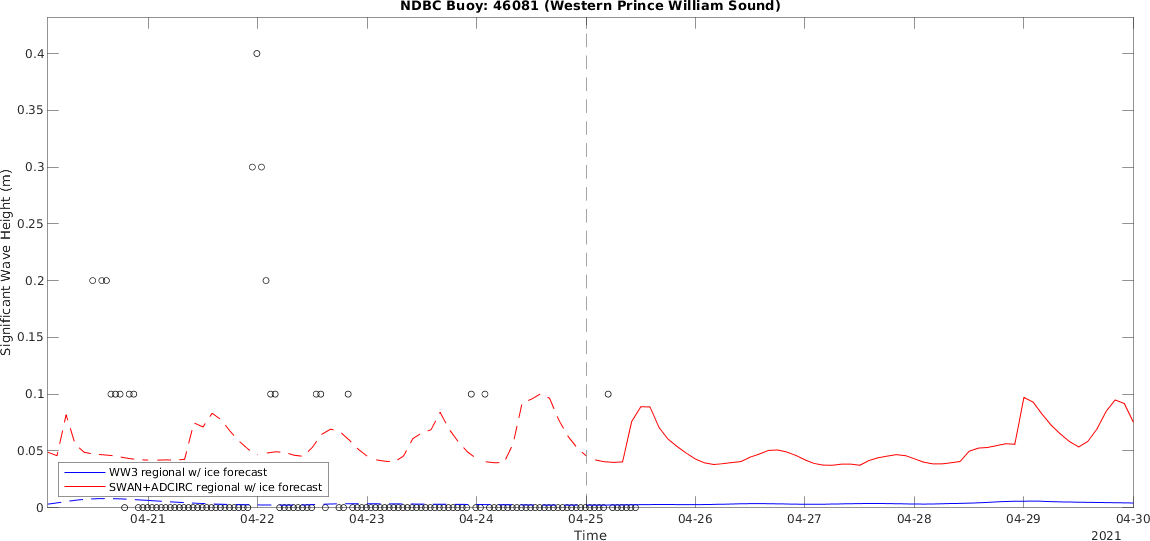 NDBC Buoy: 46081 (Western Prince William Sound)
Significant Wave Height (m)
0.4
0.35
0.3
0.25
0.2
0.15
0.1
0.05
0
WW3 regional w/ ice forecast
SWAN+ADCIRC regional w/ ice forecast
04-21 04-22 04-23 04-24 04-25 04-26 04-27 04-28 04-29 04-30
Time
2021